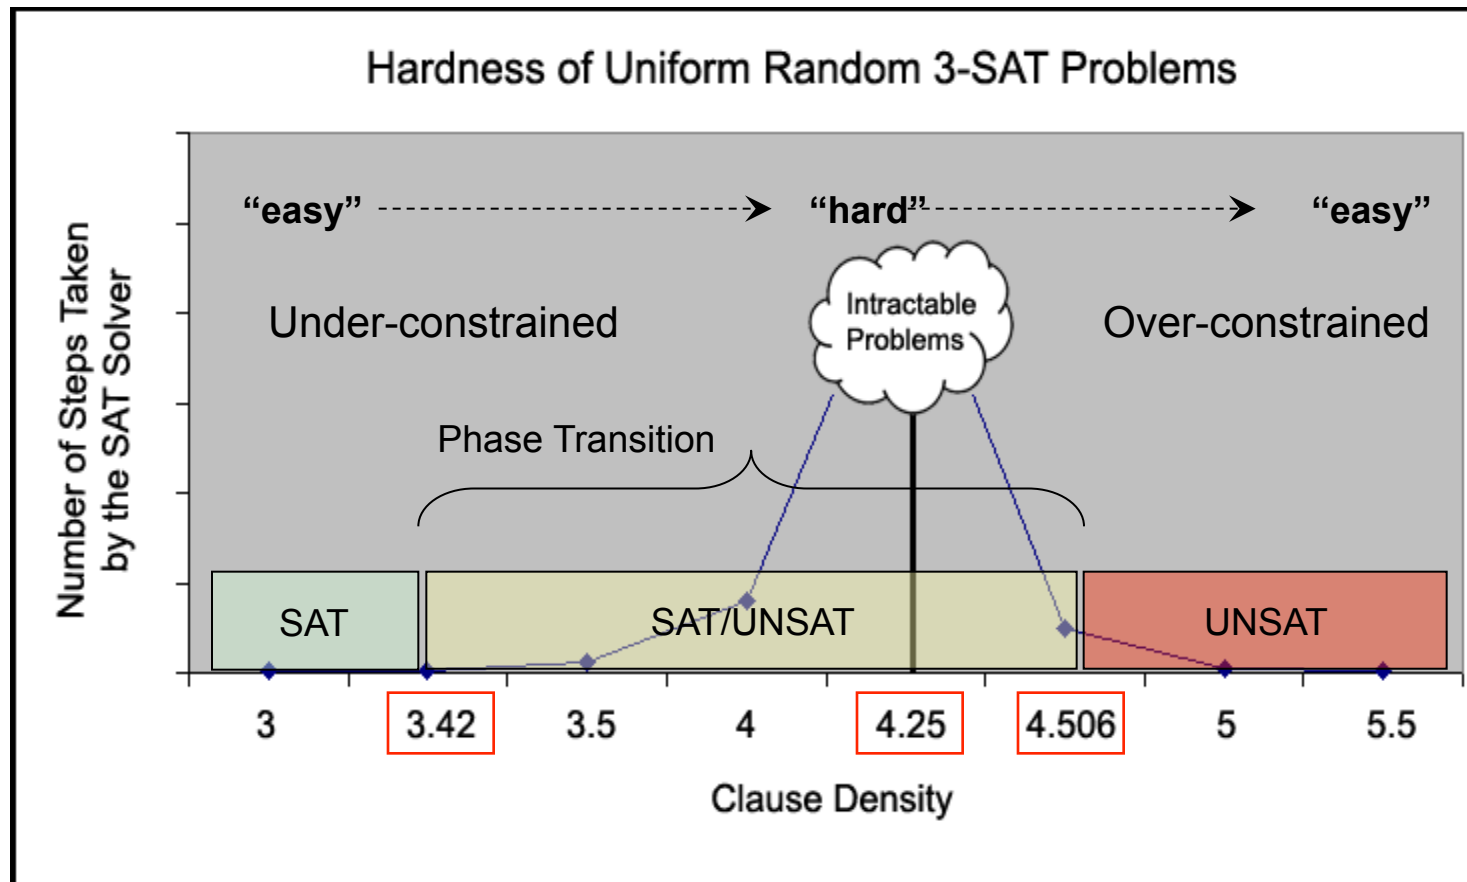 Hardness of Uniform Random 3-SAT Problems
“easy” “hard” “easy”
Intractable
Problems
Under-constrained
Over-constrained
Number of Steps Taken
by the SAT Solver
Phase Transition
SAT
SAT/UNSAT
UNSAT
3 3.42 3.5 4 4.25 4.506 5 5.5
Clause Density